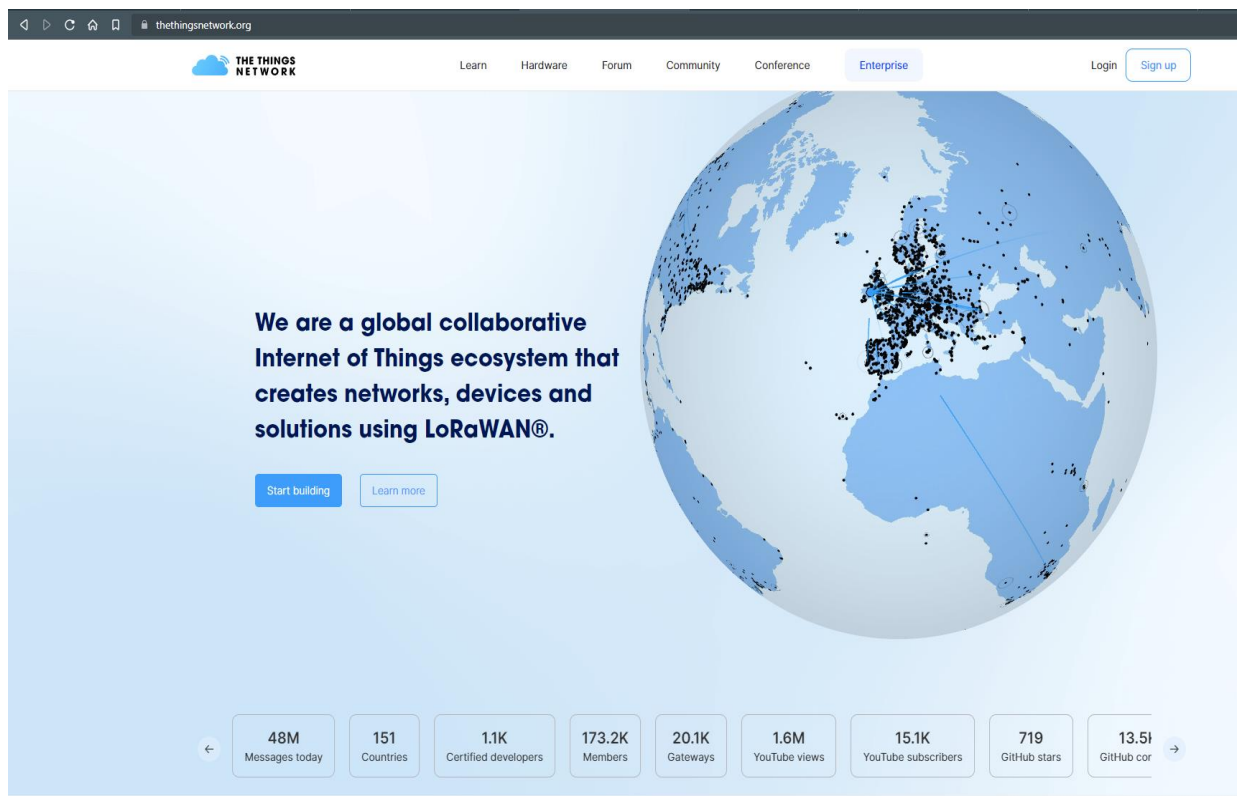 thethingsnetwork.org
THE THINGS
NETWORK
Learn Hardware Forum Community Conference Enterprise Login Sign up
We are a global collaborative
Internet of Things ecosystem that
creates networks, devices and
solutions using LoRaWAN®.
Start building Learn more
48M 151 1.1K 173.2K 20.1K 1.6M 15.1K 719 13.5
Messages today Countries Certified developers Members Gateways YouTube views YouTube subscribers GitHub stars GitHub